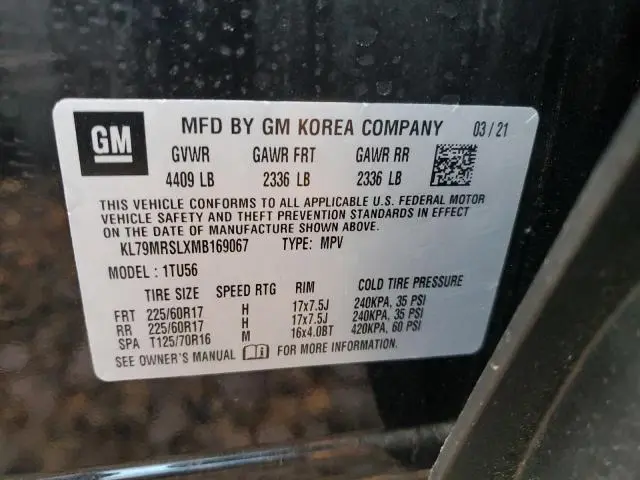 GM MFD BY GM KOREA COMPANY 03/21
GVWR GAWR FRT GAWR RR
4409 LB 2336 LB 2336 LB
THIS VEHICLE CONFORMS TO ALL APPLICABLE U.S. FEDERAL MOTOR
VEHICLE SAFETY AND THEFT PREVENTION STANDARDS IN EFFECT
ON THE DATE OF MANUFACTURE SHOWN ABOVE.
KL79MRSLXMB169067 TYPE: MPV
MODEL : 1TU56
TIRE SIZE SPEED RTG RIM COLD TIRE PRESSURE
FRT 225/60R17 H 17x7.5J 240KPA, 35 PSI
RR 225/60R17 H 17x7.5J 240KPA, 35 PSI
SPA T125/70R16 M 16x4.0BT 420KPA, 60 PSI
SEE OWNER'S MANUAL FOR MORE INFORMATION.